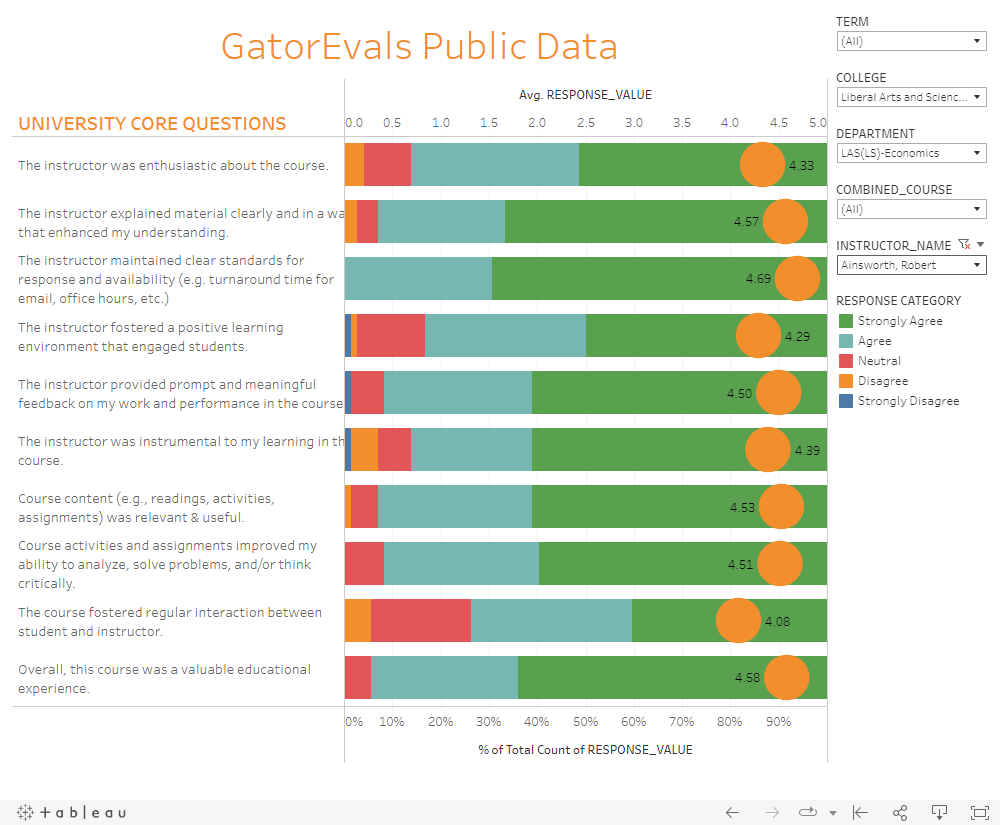 GatorEvals Public Data
TERM
(All)
COLLEGE
Liberal Arts and Scienc...
DEPARTMENT
LAS(LS)-Economics
COMBINED_COURSE
(All)
INSTRUCTOR_NAME
Ainsworth, Robert
RESPONSE CATEGORY
Strongly Agree
Agree
Neutral
Disagree
Strongly Disagree
Avg. RESPONSE_VALUE
UNIVERSITY CORE QUESTIONS
0.0 0.5 1.0 1.5 2.0 2.5 3.0 3.5 4.0 4.5 5.0
The instructor was enthusiastic about the course.
4.33
The instructor explained material clearly and in a wa
that enhanced my understanding.
4.57
The instructor maintained clear standards for
response and availability (e.g. turnaround time for
email, office hours, etc.)
4.69
The instructor fostered a positive learning
environment that engaged students.
4.29
The instructor provided prompt and meaningful
feedback on my work and performance in the course
4.50
The instructor was instrumental to my learning in th
course.
4.39
Course content (e.g., readings, activities,
assignments) was relevant & useful.
4.53
Course activities and assignments improved my
ability to analyze, solve problems, and/or think
critically.
4.51
The course fostered regular interaction between
student and instructor.
4.08
Overall, this course was a valuable educational
experience.
4.58
0% 10% 20% 30% 40% 50% 60% 70% 80% 90%
% of Total Count of RESPONSE_VALUE
tableau